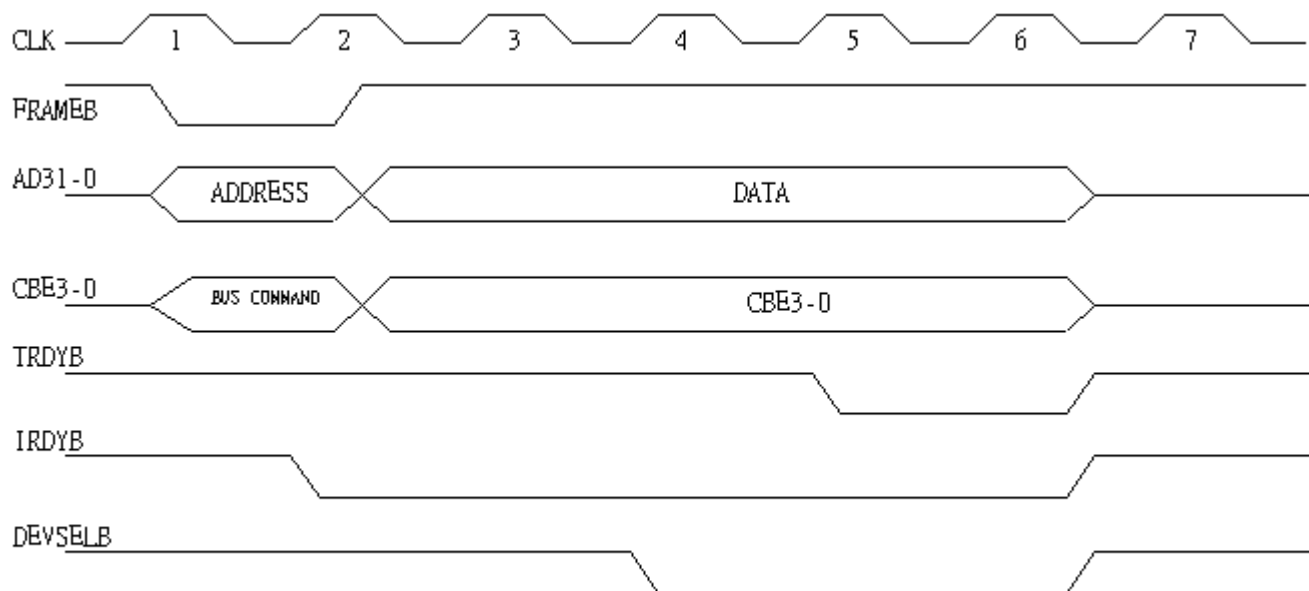 CLK 1 2 3 4 5 6 7
FRAMEB
AD31-0 ADDRESS DATA
CBE3-0 BUS COMMAND CBE3-0
TRDYB
IRDYB
DEVSELB